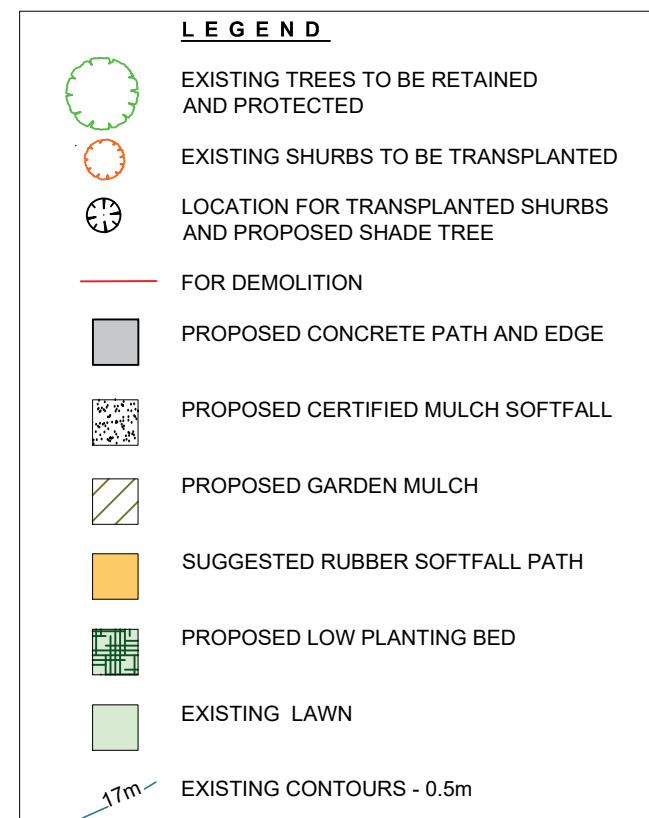 LEGEND
EXISTING TREES TO BE RETAINED
AND PROTECTED
EXISTING SHURBS TO BE TRANSPLANTED
LOCATION FOR TRANSPLANTED SHURBS
AND PROPOSED SHADE TREE
FOR DEMOLITION
PROPOSED CONCRETE PATH AND EDGE
PROPOSED CERTIFIED MULCH SOFTFALL
PROPOSED GARDEN MULCH
SUGGESTED RUBBER SOFTFALL PATH
PROPOSED LOW PLANTING BED
EXISTING LAWN
17m
EXISTING CONTOURS - 0.5m